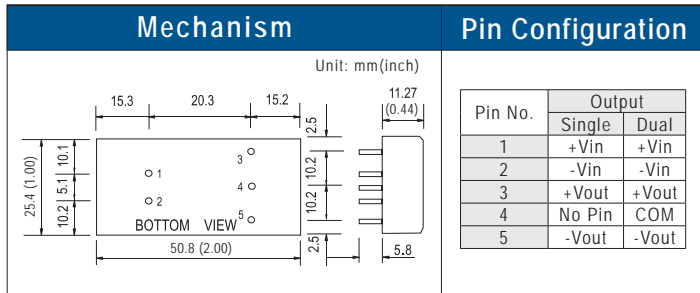 Mechanism
Pin Configuration
Unit: mm(inch)
15.3 20.3 15.2
11.27
(0.44)
2.5
10.1
5.1
10.2
25.4 (1.00)
1
2
3
4
5
10.2
10.2
2.5
BOTTOM VIEW
50.8 (2.00)
5.8
Pin No. Output
Single Dual
1 +Vin +Vin
2 -Vin -Vin
3 +Vout +Vout
4 No Pin COM
5 -Vout -Vout